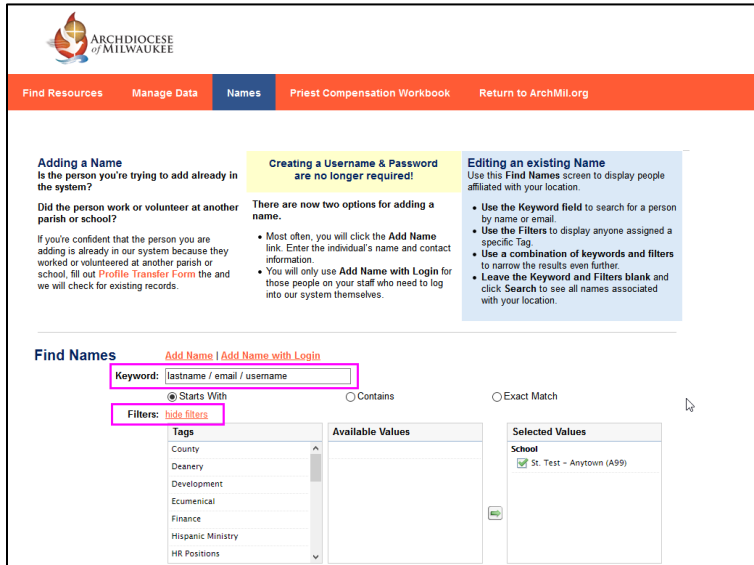 ARCHDIOCESE
of MILWAUKEE
Find Resources Manage Data Names Priest Compensation Workbook Return to ArchMil.org
Adding a Name
Is the person you're trying to add already in
the system?
Did the person work or volunteer at another
parish or school?
If you're confident that the person you are
adding is already in our system because they
worked or volunteered at another parish or
school, fill out Profile Transfer Form the and
we will check for existing records.
Creating a Username & Password
are no longer required!
There are now two options for adding a
name.
• Most often, you will click the Add Name
link. Enter the individual's name and contact
information.
• You will only use Add Name with Login for
those people on your staff who need to log
into our system themselves.
Editing an existing Name
Use this Find Names screen to display people
affiliated with your location.
• Use the Keyword field to search for a person
by name or email.
• Use the Filters to display anyone assigned a
specific Tag.
• Use a combination of keywords and filters
to narrow the results even further.
• Leave the Keyword and Filters blank and
click Search to see all names associated
with your location.
Find Names Add Name | Add Name with Login
Keyword: lastname / email / username
Starts With Contains Exact Match
Filters: hide filters
Tags Available Values Selected Values
County
Deanery
Development
Ecumenical
Finance
Hispanic Ministry
HR Positions
School
St. Test - Anytown (A99)